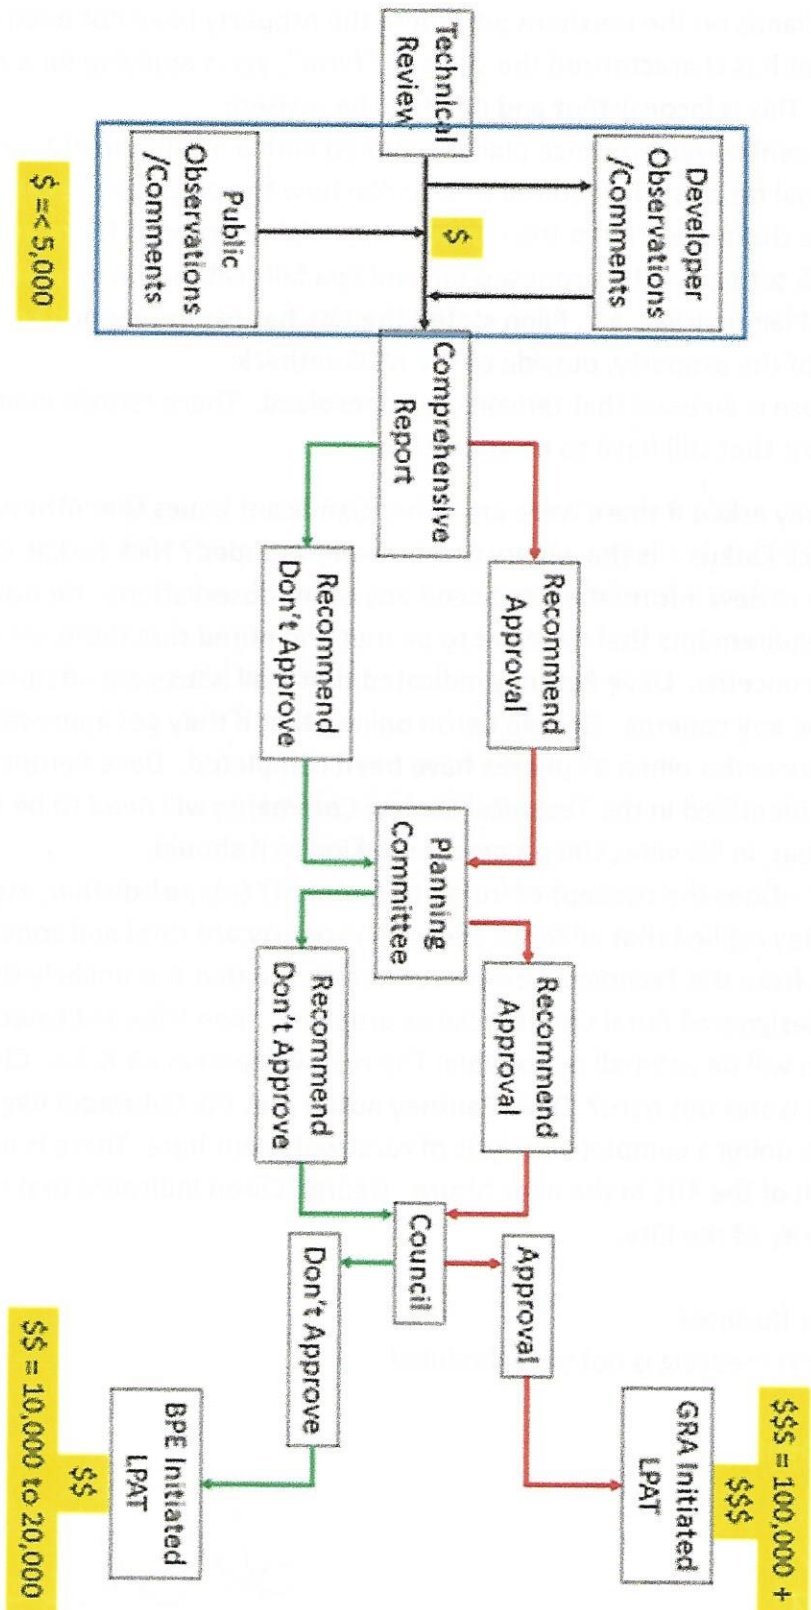 Technical
Review
Developer
Observations
/Comments
$
Public
Observations
/Comments
$ =< 5,000
Comprehensive
Report
Recommend
Approval
Recommend
Don't Approve
Planning
Committee
Recommend
Approval
Recommend
Don't Approve
Council
Approval
Don't Approve
$$$ = 100,000 +
$$$
GRA Initiated
LPAT
BPE Initiated
LPAT
$$
$$ = 10,000 to 20,000